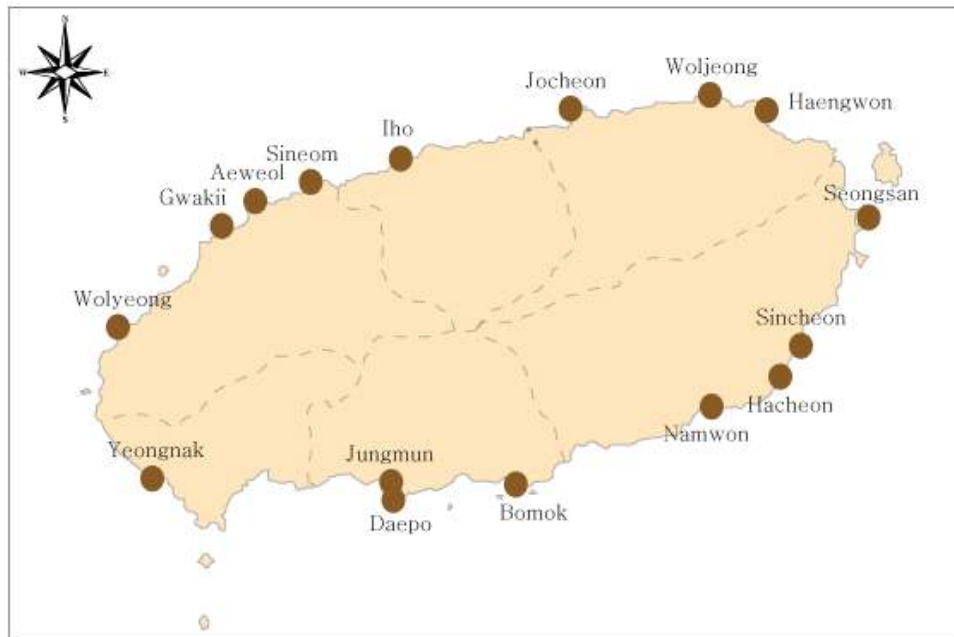 N
W
E
S
Woljeong
Jocheon
Haengwon
Iho
Sineom
Aeweol
Gwakii
Seongsan
Wolyeong
Sincheon
Hacheon
Namwon
Yeongnak
Jungmun
Daepo
Bomok